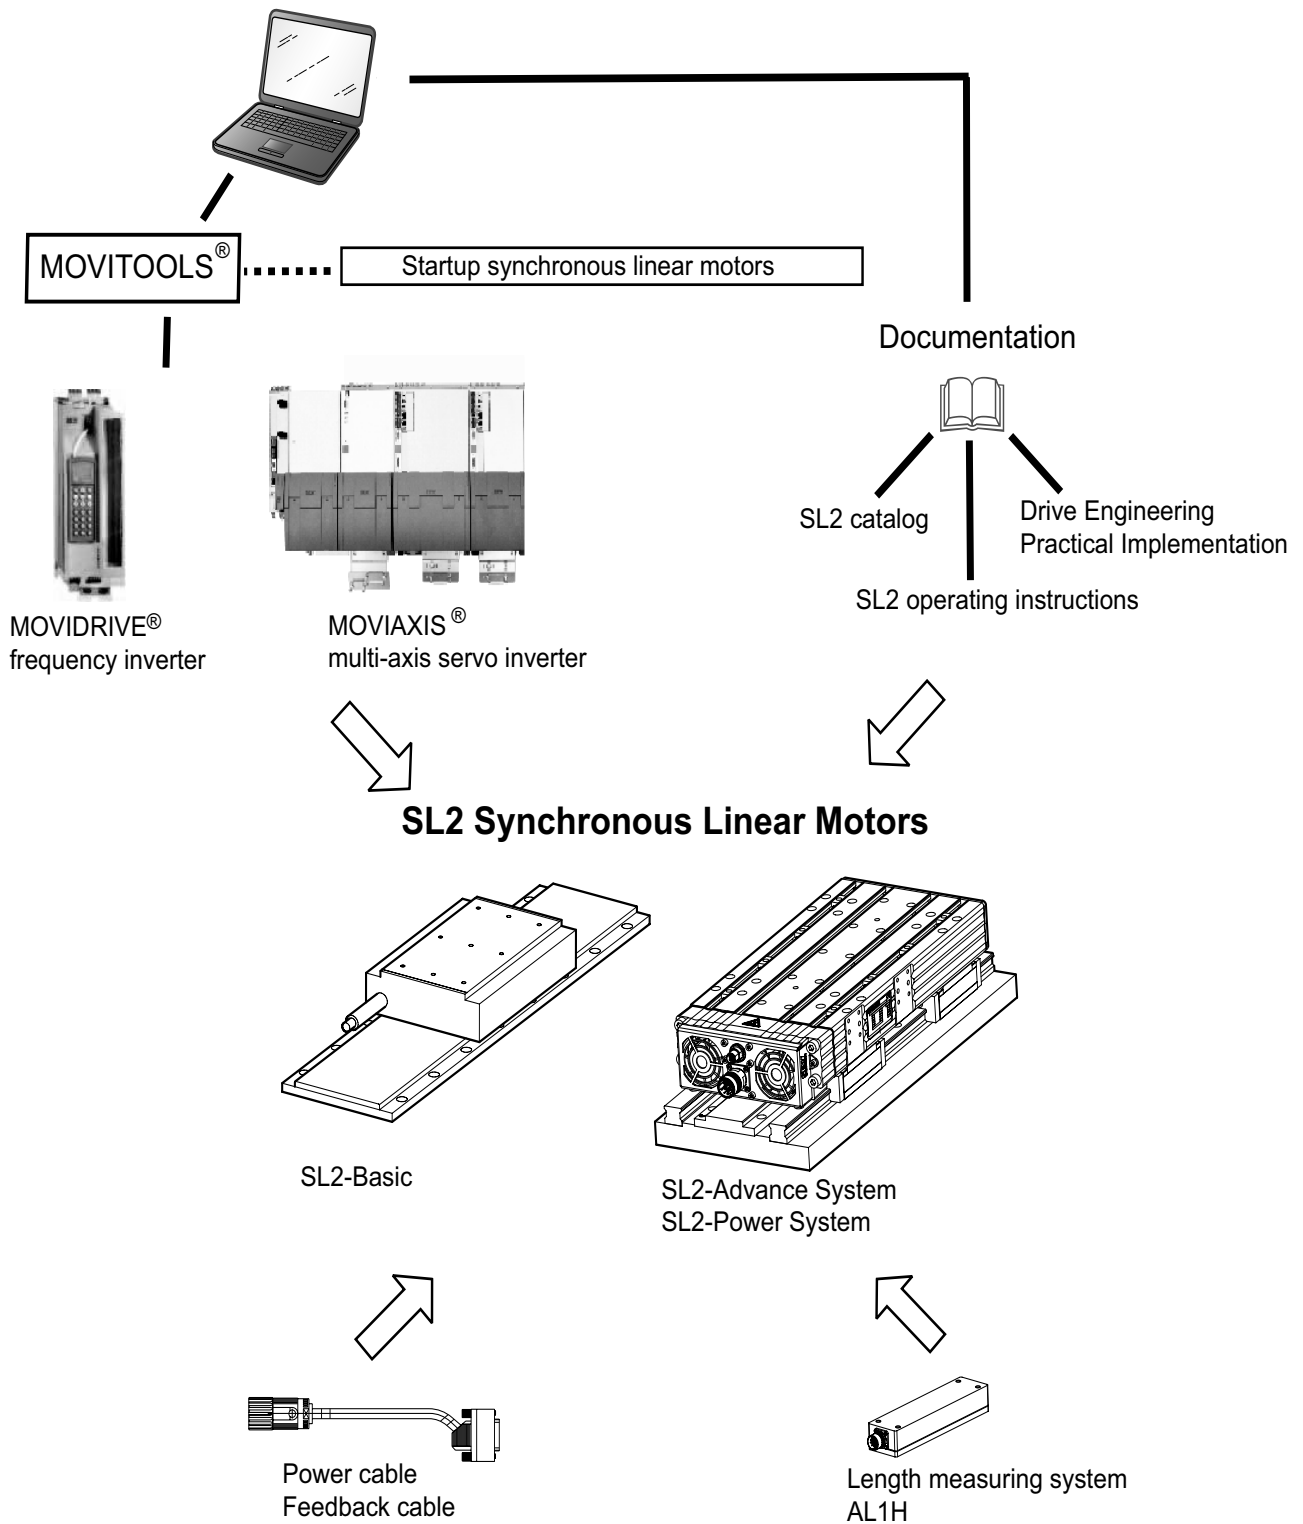 MOVITOOLS®
Startup synchronous linear motors
Documentation
SL2 catalog
Drive Engineering
Practical Implementation
SL2 operating instructions
MOVIDRIVE®
frequency inverter
MOVIAXIS ®
multi-axis servo inverter
SL2 Synchronous Linear Motors
SL2-Basic
SL2-Advance System
SL2-Power System
Power cable
Feedback cable
Length measuring system
AL1H